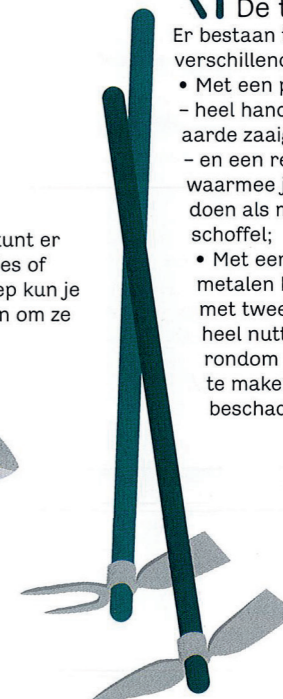 De t
Er bestaan t
verschillend
• Met een p
– heel hand
aarde zaaig
– en een re
waarmee j
doen als m
schoffel;
• Met een
metalen b
met twee
heel nutt
rondom
te make
beschad
unt er
es of
ep kun je
n om ze